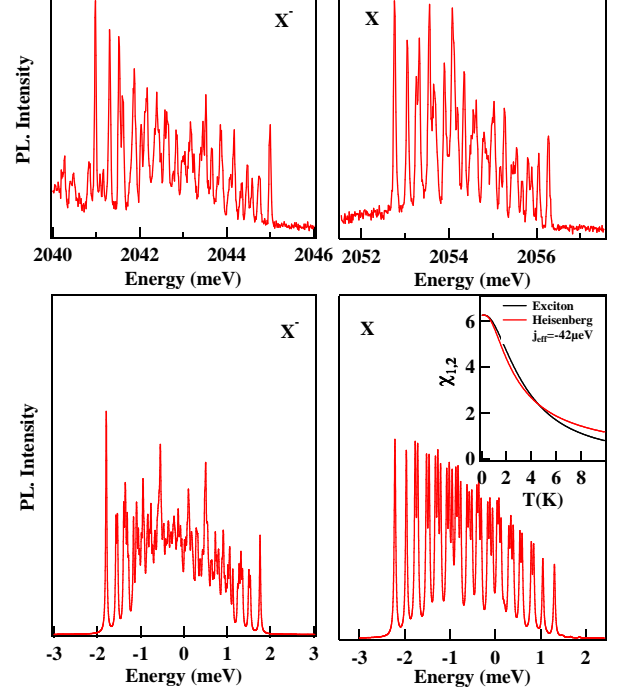 X-
X
PL. Intensity
2040 2042 2044 2046
2052 2054 2056
Energy (meV)
Energy (meV)
X-
X
Exciton
Heisenberg
jeff=-42μeV
6
4
2
0
χ1,2
0 2 4 6 8
T(K)
PL. Intensity
-3 -2 -1 0 1 2 3
-3 -2 -1 0 1 2
Energy (meV)
Energy (meV)